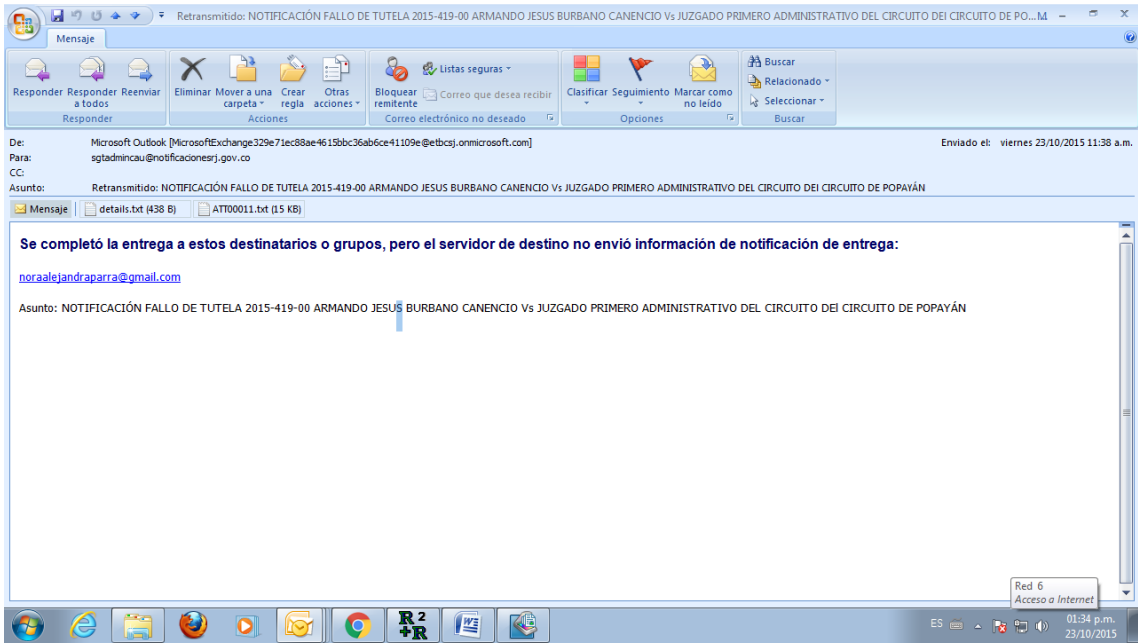 Retransmitido: NOTIFICACIÓN FALLO DE TUTELA 2015-419-00 ARMANDO JESUS BURBANO CANENCIO Vs JUZGADO PRIMERO ADMINISTRATIVO DEL CIRCUITO DEl CIRCUITO DE PO...M
Mensaje
Responder Responder a todos Reenviar
Eliminar Mover a una carpeta Crear regla Otras acciones
Bloquear remitente Listas seguras
Correo que desea recibir
Clasificar Seguimiento Marcar como no leído
Buscar
Relacionado
Seleccionar
Responder Acciones Correo electrónico no deseado Opciones Buscar
De: Microsoft Outlook [MicrosoftExchange329e71ec88ae4615bbc36ab6ce41109e@etbcsj.onmicrosoft.com] Enviado el: viernes 23/10/2015 11:38 a.m.
Para: sgtadmincau@notificacionesrj.gov.co
CC:
Asunto: Retransmitido: NOTIFICACIÓN FALLO DE TUTELA 2015-419-00 ARMANDO JESUS BURBANO CANENCIO Vs JUZGADO PRIMERO ADMINISTRATIVO DEL CIRCUITO DEl CIRCUITO DE POPAYÁN
Mensaje details.txt (438 B) ATT00011.txt (15 KB)
Se completó la entrega a estos destinatarios o grupos, pero el servidor de destino no envió información de notificación de entrega:
noraalejandraparra@gmail.com
Asunto: NOTIFICACIÓN FALLO DE TUTELA 2015-419-00 ARMANDO JESUS BURBANO CANENCIO Vs JUZGADO PRIMERO ADMINISTRATIVO DEL CIRCUITO DEl CIRCUITO DE POPAYÁN
Red 6
Acceso a Internet
R 2
+R
ES 01:34 p.m.
23/10/2015